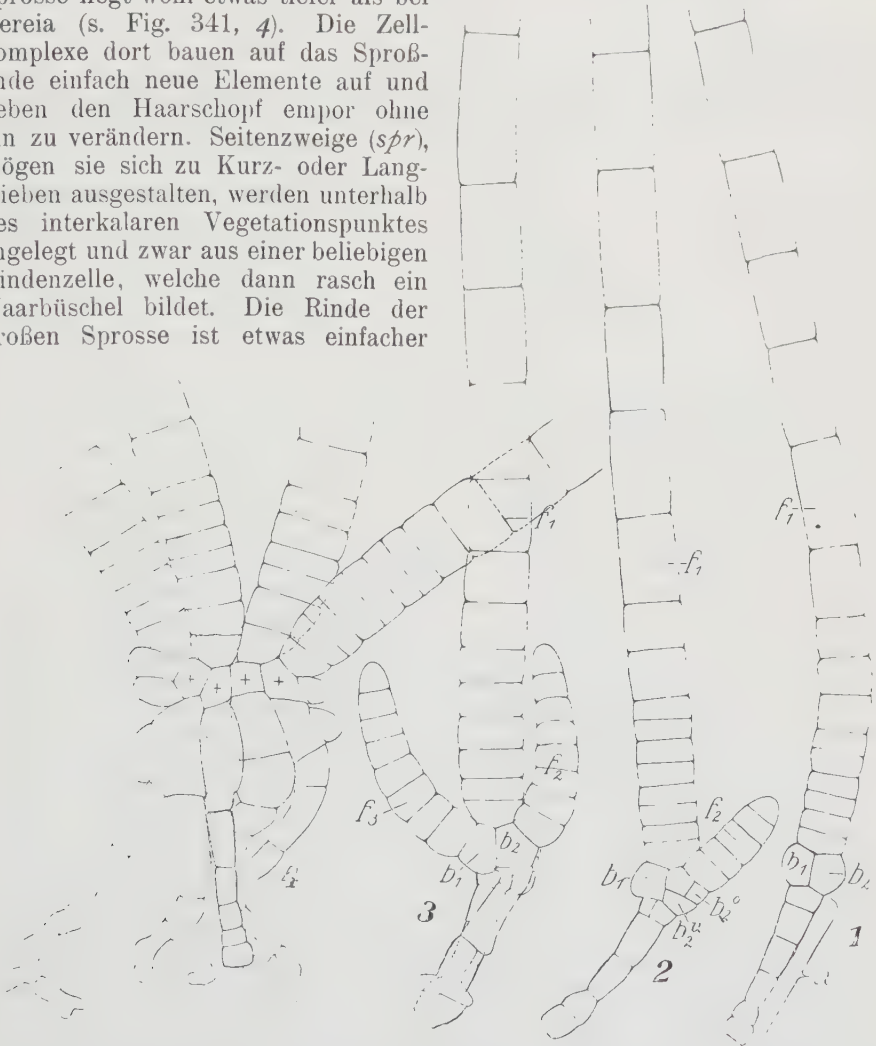 prosse liegt wohl etwas tiefer als bei
ereia (s. Fig. 341, 4). Die Zell-
omplexe dort bauen auf das Sproß-
nde einfach neue Elemente auf und
eben den Haarschopf empor ohne
n zu verändern. Seitenzweige (spr),
ögen sie sich zu Kurz- oder Lang-
ieben ausgestalten, werden unterhalb
es interkalaren Vegetationspunktes
ngelegt und zwar aus einer beliebigen
indenzelle, welche dann rasch ein
aarbüschel bildet. Die Rinde der
roßen Sprosse ist etwas einfacher
f₁
f₁
f₁
f₂
f₃
f₂
b₂
b₁
b₁
b₂
b₁
b₂ᵒ
b₂ᵘ
3
2
1